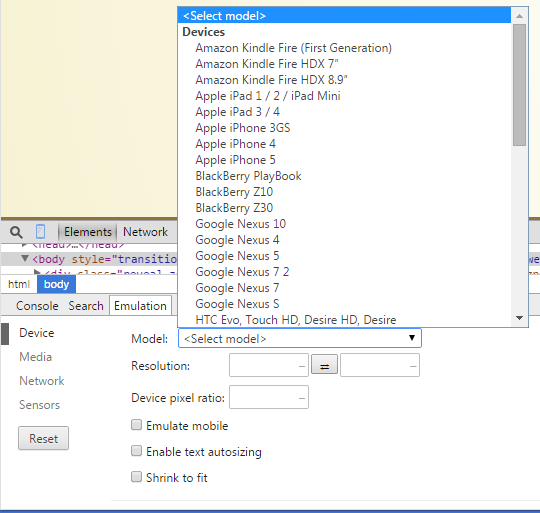 <Select model>
Devices
Amazon Kindle Fire (First Generation)
Amazon Kindle Fire HDX 7″
Amazon Kindle Fire HDX 8.9″
Apple iPad 1 / 2 / iPad Mini
Apple iPad 3 / 4
Apple iPhone 3GS
Apple iPhone 4
Apple iPhone 5
BlackBerry PlayBook
BlackBerry Z10
BlackBerry Z30
Google Nexus 10
Google Nexus 4
Google Nexus 5
Google Nexus 7 2
Google Nexus 7
Google Nexus S
HTC Evo, Touch HD, Desire HD, Desire
Elements Network
<head>…</head>
<body style="transitio
<div class="reveal
html body
Console Search Emulation
Device
Media
Network
Sensors
Reset
Model: <Select model>
Resolution: – ⇄ –
Device pixel ratio: –
Emulate mobile
Enable text autosizing
Shrink to fit